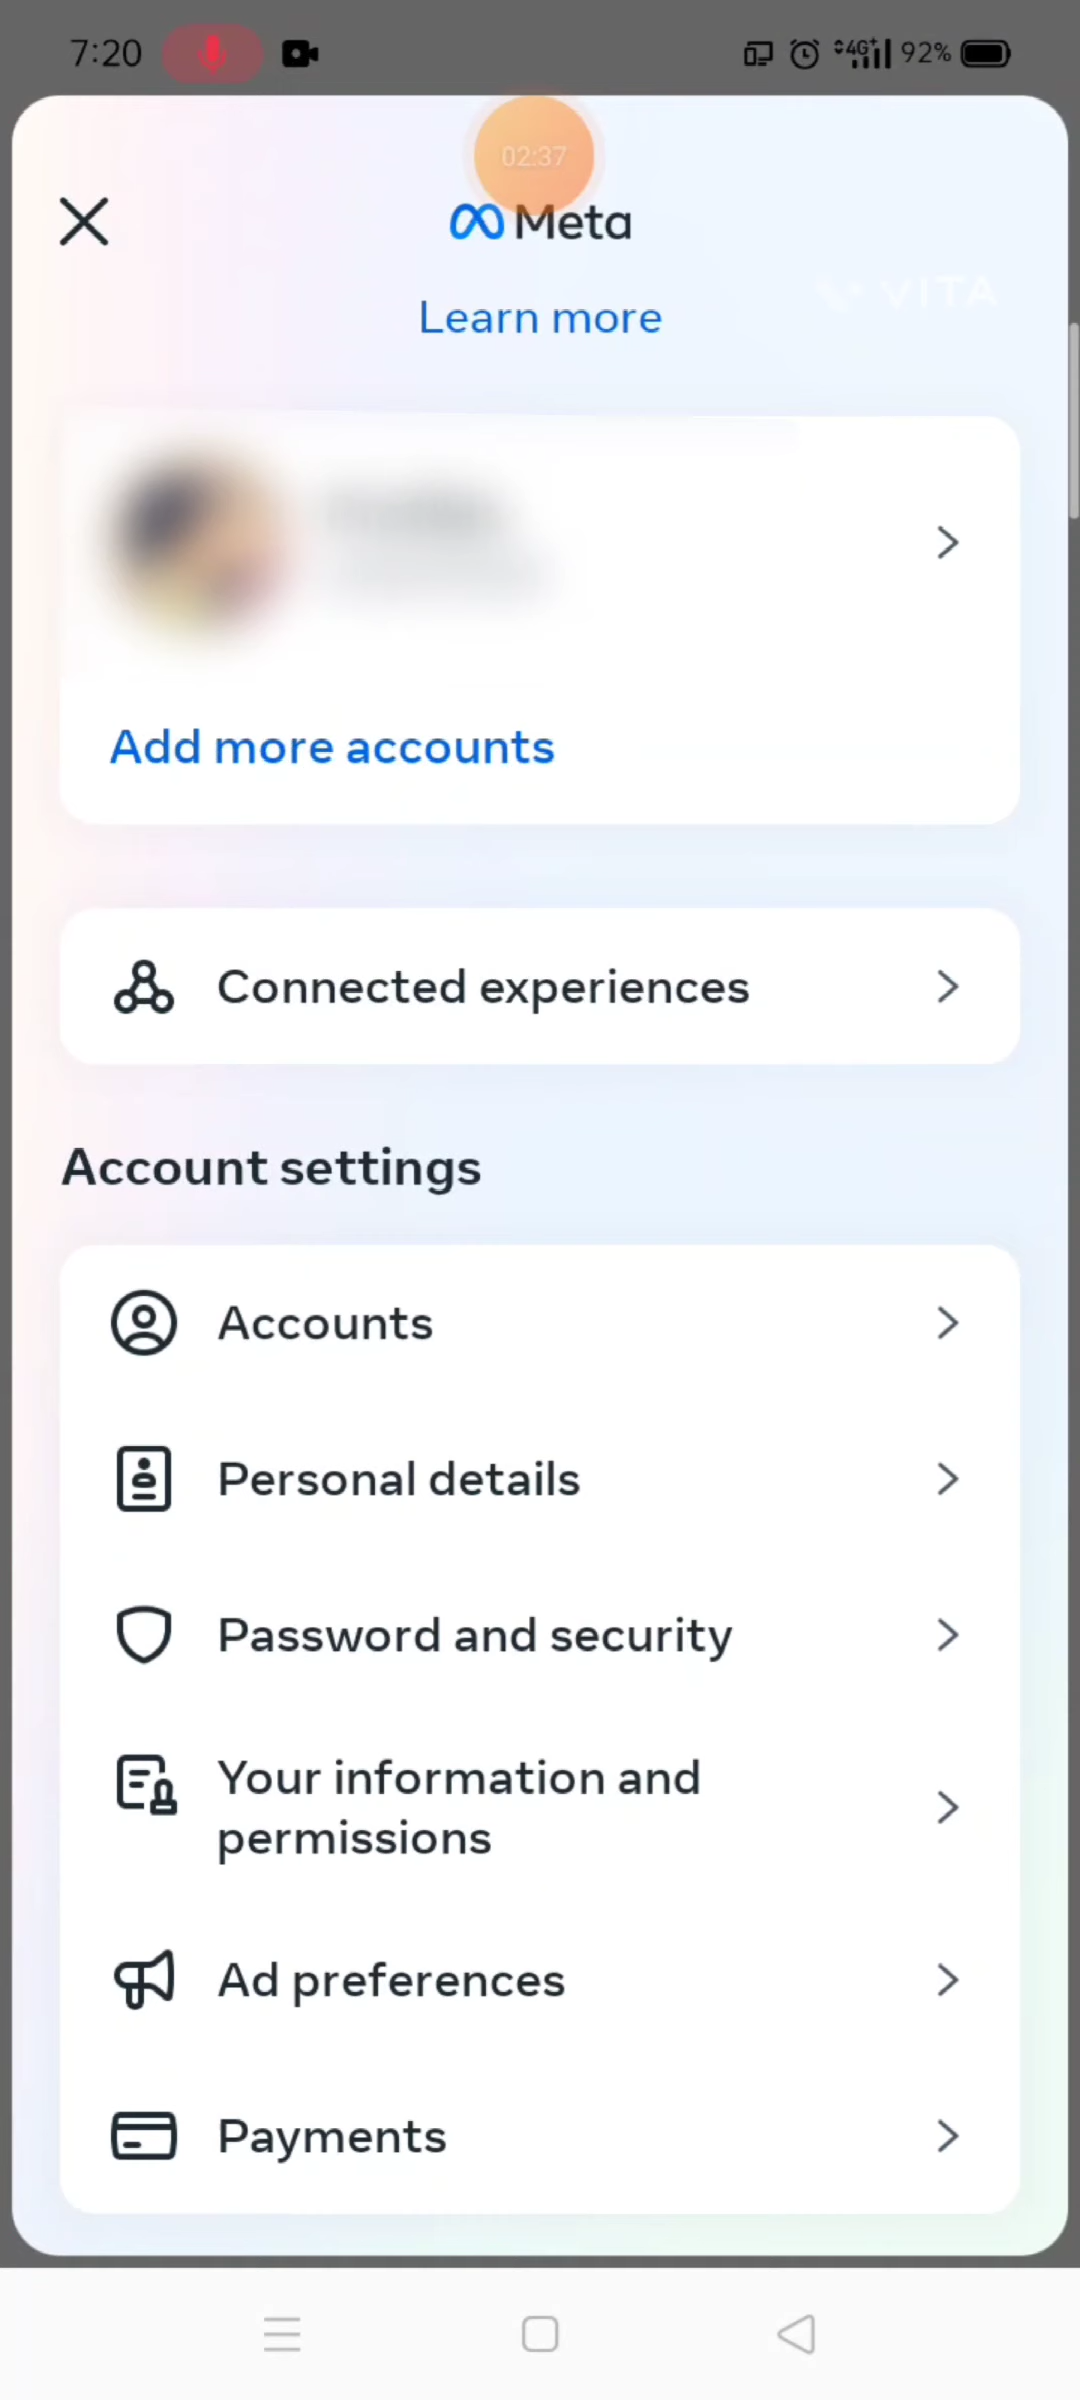 7:20
4G+ 92%
02:37
Meta
VITA
Learn more
Add more accounts
Connected experiences
Account settings
Accounts
Personal details
Password and security
Your information and
permissions
Ad preferences
Payments